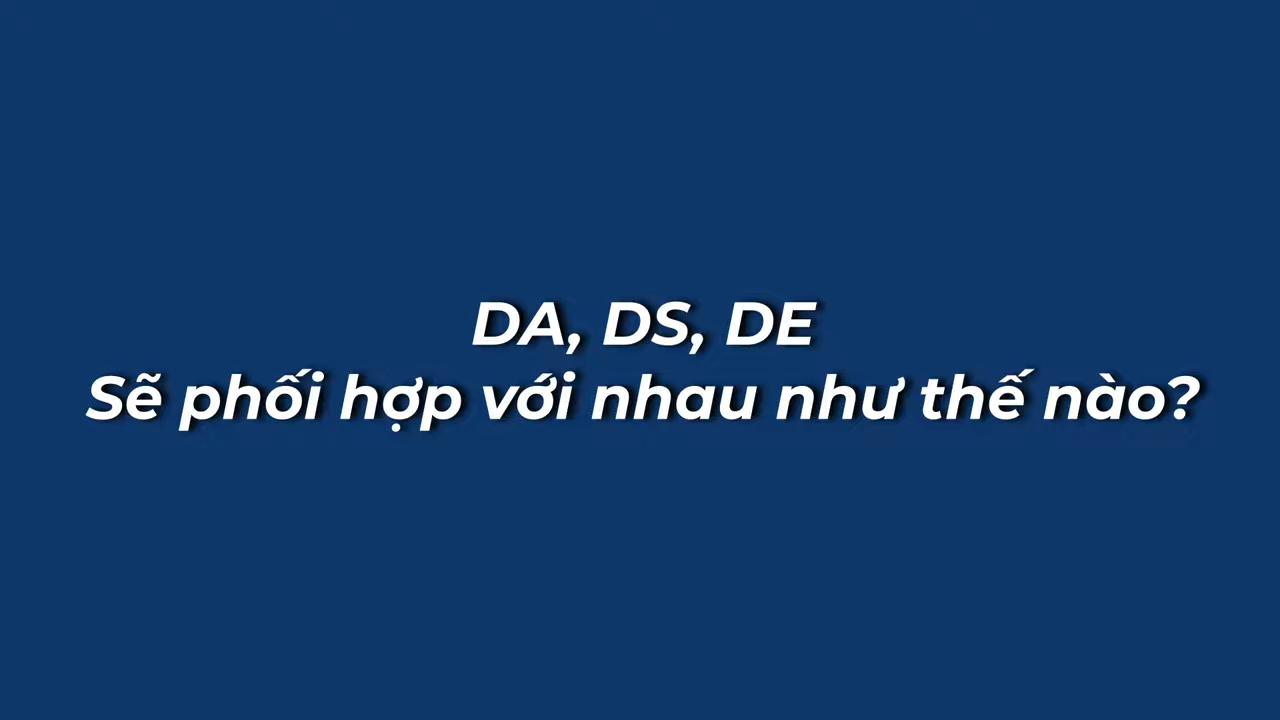 DA, DS, DE
Sẽ phối hợp với nhau như thế nào?